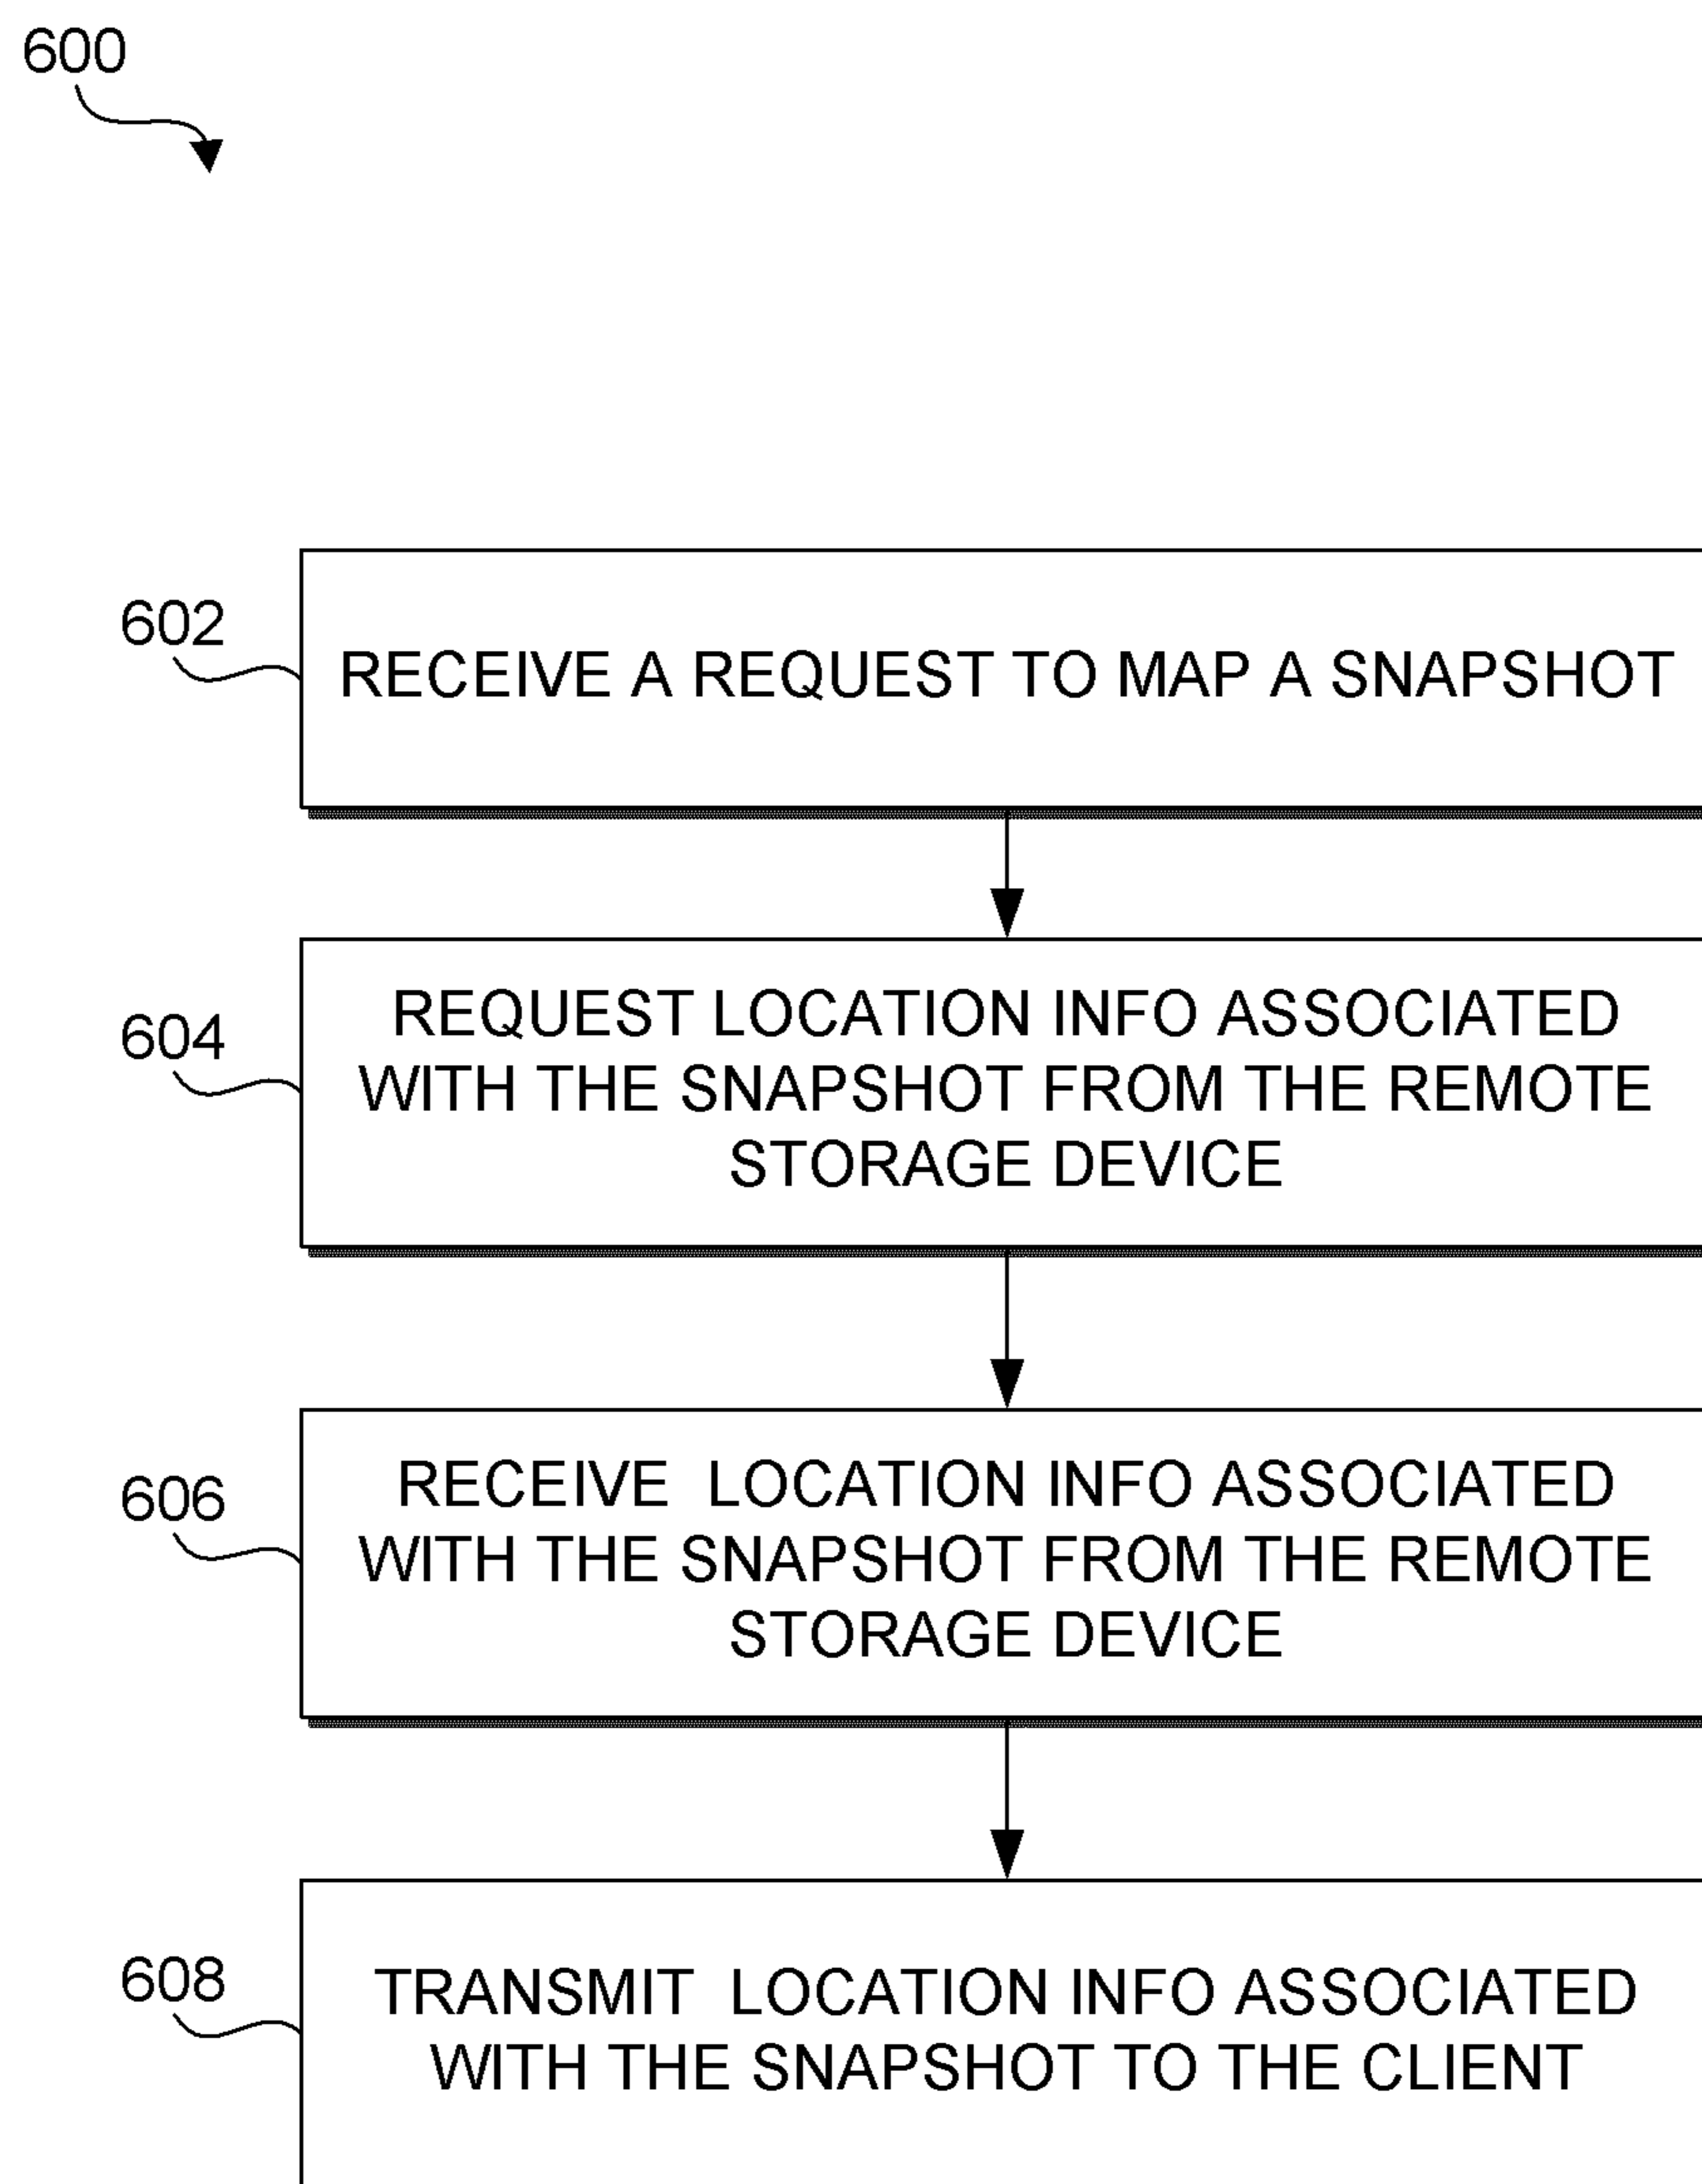 600
602
RECEIVE A REQUEST TO MAP A SNAPSHOT
604
REQUEST LOCATION INFO ASSOCIATED
WITH THE SNAPSHOT FROM THE REMOTE
STORAGE DEVICE
606
RECEIVE LOCATION INFO ASSOCIATED
WITH THE SNAPSHOT FROM THE REMOTE
STORAGE DEVICE
608
TRANSMIT LOCATION INFO ASSOCIATED
WITH THE SNAPSHOT TO THE CLIENT